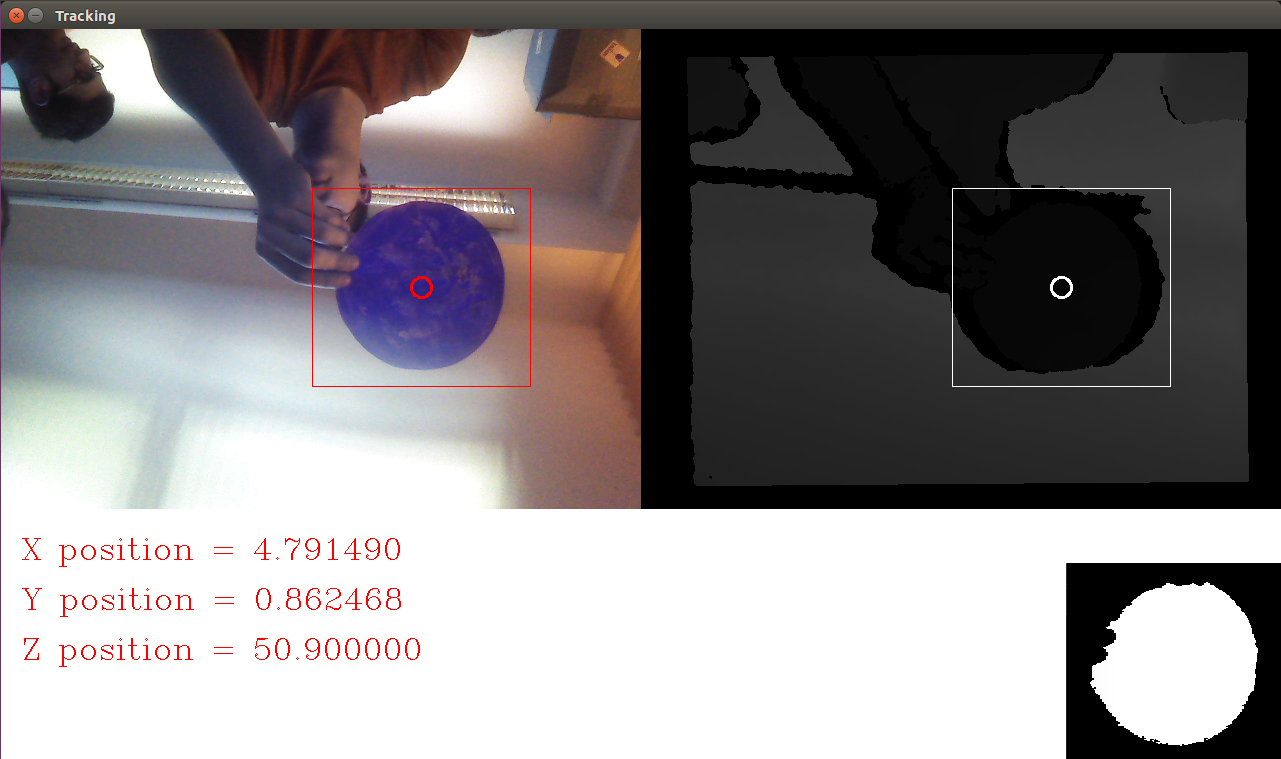 Tracking
X position = 4.791490
Y position = 0.862468
Z position = 50.900000